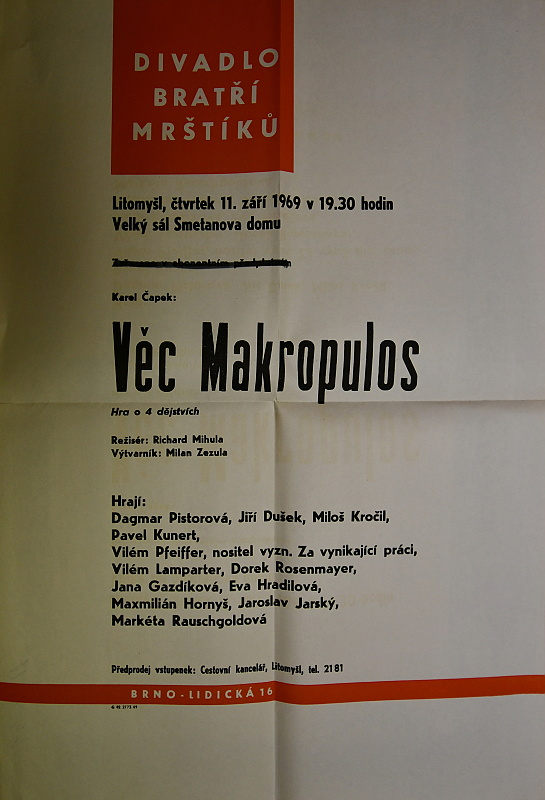 DIVADLO
BRATŘÍ
MRŠTÍKŮ
Litomyšl, čtvrtek 11. září 1969 v 19.30 hodin
Velký sál Smetanova domu
Karel Čapek:
Věc Makropulos
Hra o 4 dějstvích
Režisér: Richard Mihula
Výtvarník: Milan Zezula
Hrají:
Dagmar Pistorová, Jiří Dušek, Miloš Kročil,
Pavel Kunert,
Vilém Pfeiffer, nositel vyzn. Za vynikající práci,
Vilém Lamparter, Dorek Rosenmayer,
Jana Gazdíková, Eva Hradilová,
Maxmilián Hornyš, Jaroslav Jarský,
Markéta Rauschgoldová
Předprodej vstupenek: Cestovní kancelář, Litomyšl, tel. 2181
BRNO-LIDICKÁ 16